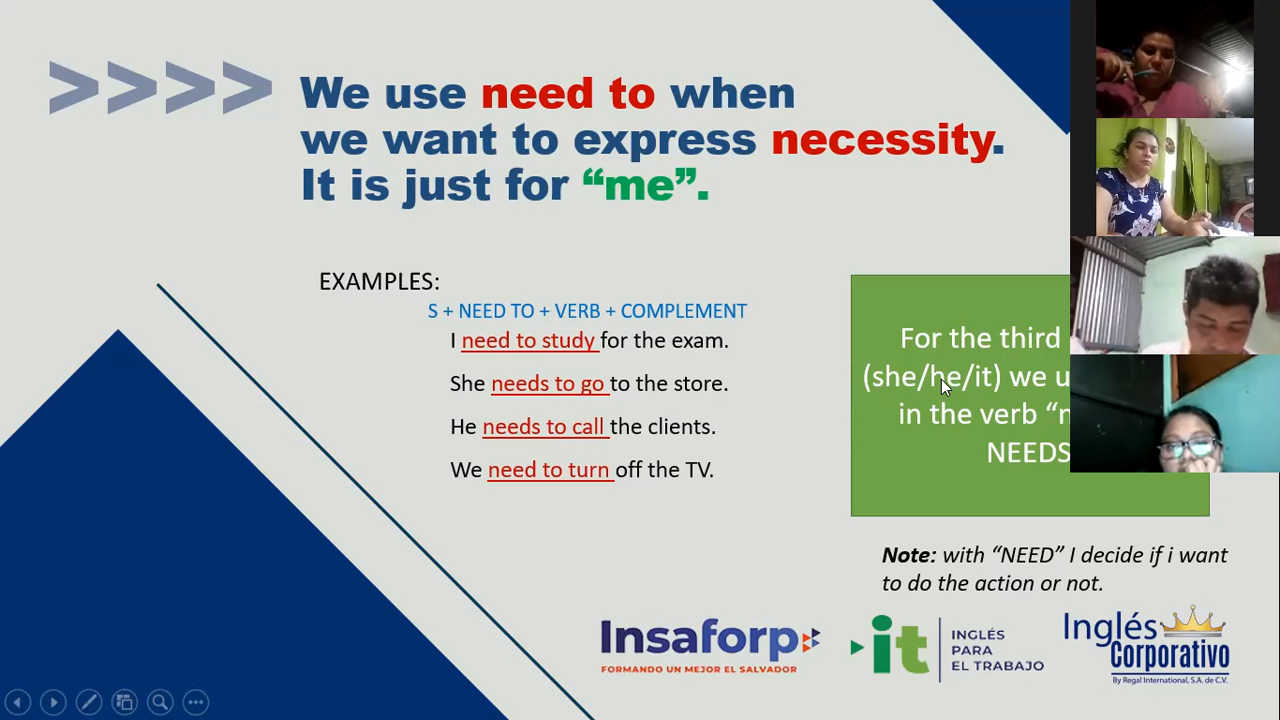 >>>>
We use need to when
we want to express necessity.
It is just for “me”.
EXAMPLES:
S + NEED TO + VERB + COMPLEMENT
I need to study for the exam.
She needs to go to the store.
He needs to call the clients.
We need to turn off the TV.
For the third
(she/he/it) we
in the verb
NEEDS
Note: with “NEED” I decide if i want
to do the action or not.
Insaforp
FORMANDO UN MEJOR EL SALVADOR
it
INGLÉS
PARA
EL TRABAJO
Inglés
Corporativo
By Regal International, S.A. de C.V.